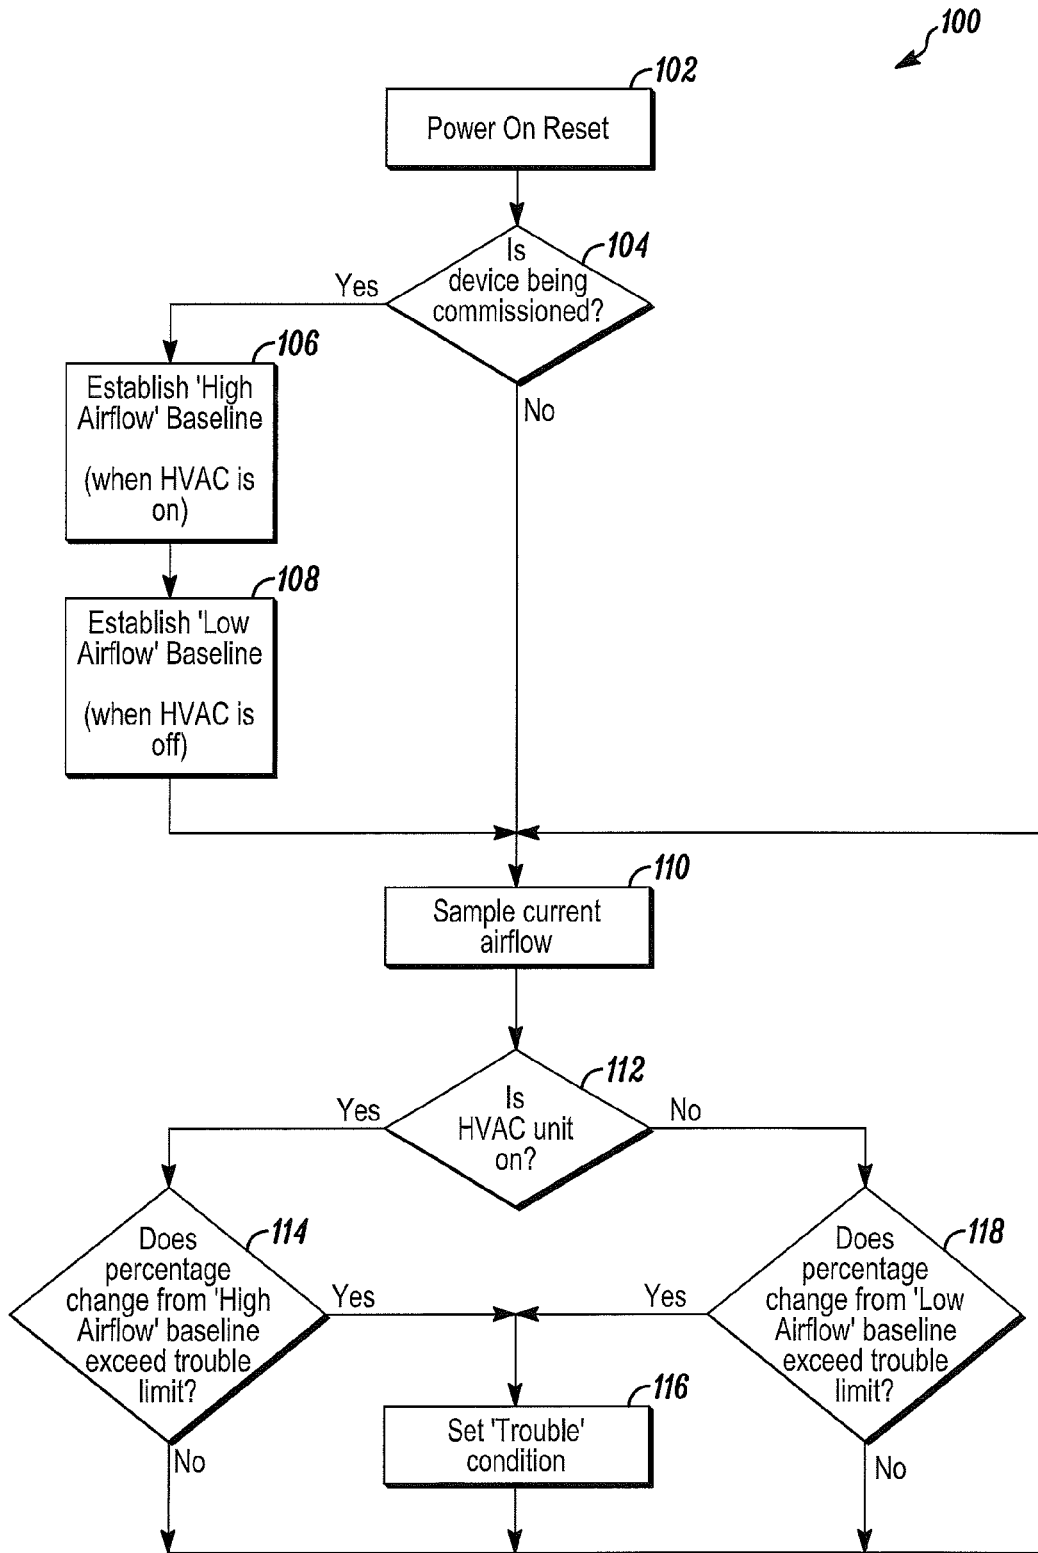 100
102
Power On Reset
104
Is
device being
commissioned?
Yes
No
106
Establish 'High
Airflow' Baseline
(when HVAC is
on)
108
Establish 'Low
Airflow' Baseline
(when HVAC is
off)
110
Sample current
airflow
112
Is
HVAC unit
on?
Yes
No
114
Does
percentage
change from 'High
Airflow' baseline
exceed trouble
limit?
Yes
No
118
Does
percentage
change from 'Low
Airflow' baseline
exceed trouble
limit?
Yes
No
116
Set 'Trouble'
condition